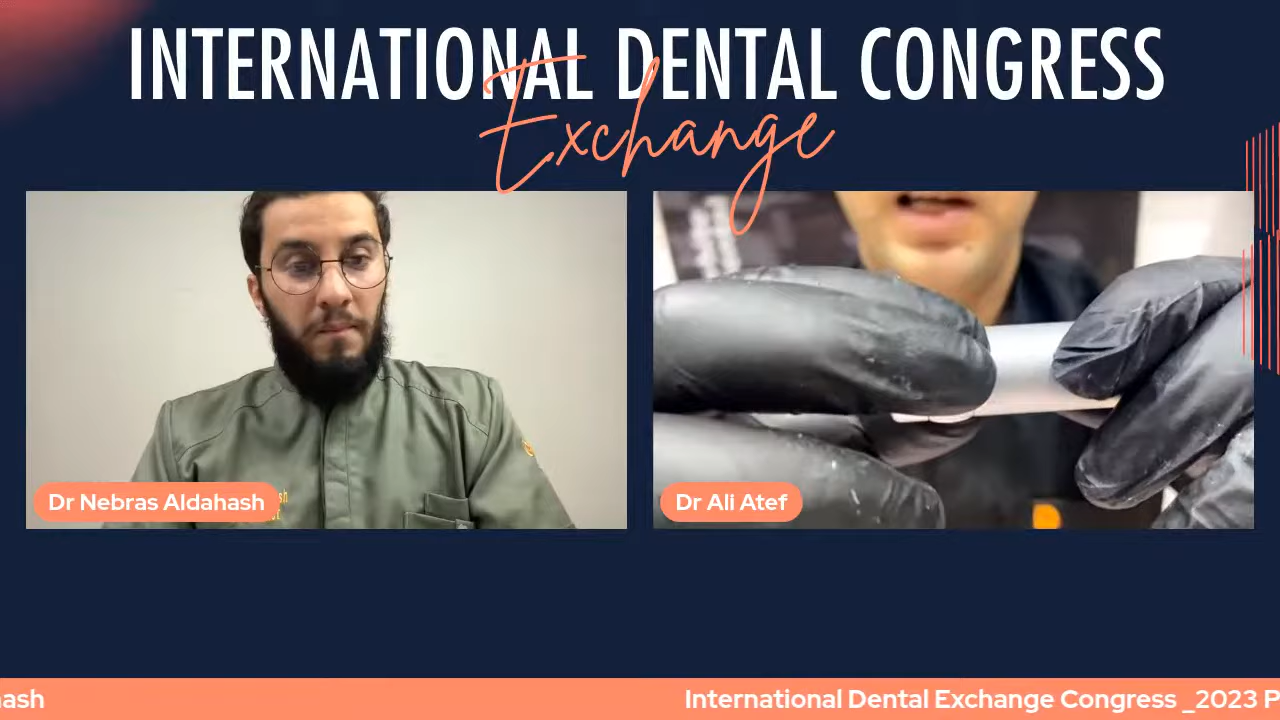 INTERNATIONAL DENTAL CONGRESS
Exchange
Dr Nebras Aldahash
Dr Ali Atef
ash International Dental Exchange Congress _2023 P